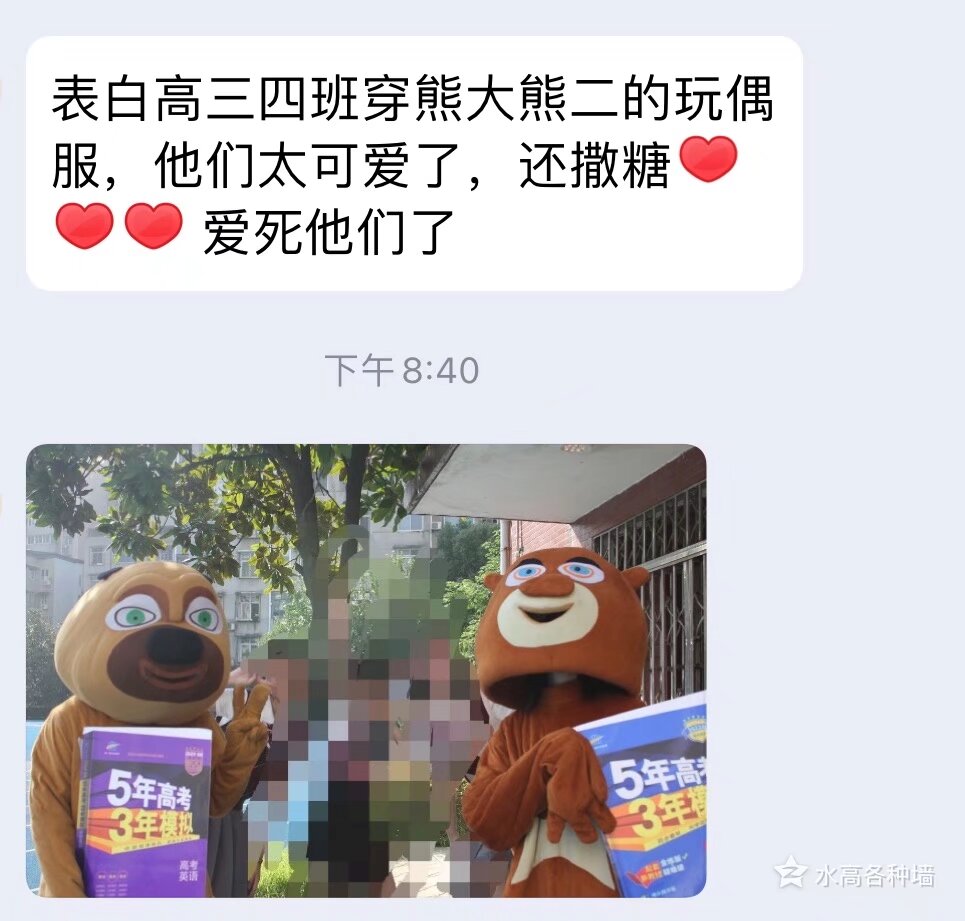 表白高三四班穿熊大熊二的玩偶
服，他们太可爱了，还撒糖❤
❤❤ 爱死他们了
下午 8:40
5年高考
3年模拟
高考
英语
5年高考
3年模
水高各种墙